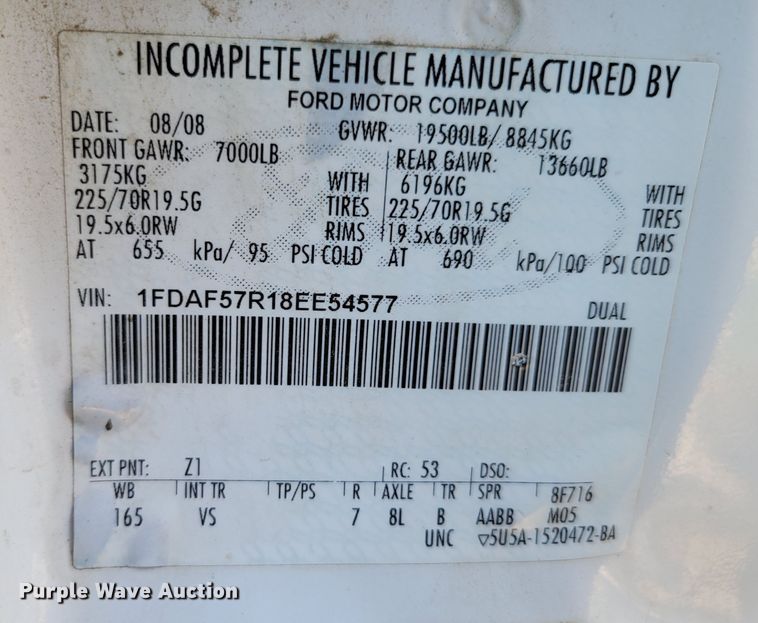 INCOMPLETE VEHICLE MANUFACTURED BY
FORD MOTOR COMPANY
DATE: 08/08 GVWR: 19500LB/ 8845KG
FRONT GAWR: 7000LB REAR GAWR: 13660LB
3175KG WITH 6196KG WITH
225/70R19.5G TIRES 225/70R19.5G TIRES
19.5x6.0RW RIMS 19.5x6.0RW RIMS
AT 655 kPa/ 95 PSI COLD AT 690 kPa/100 PSI COLD
VIN: 1FDAF57R18EE54577 DUAL
EXT PNT: Z1 RC: 53 DSO:
WB INT TR TP/PS R AXLE TR SPR 8F716
165 VS 7 8L B AABB M05
UNC ▽5U5A-1520472-BA
Purple Wave Auction